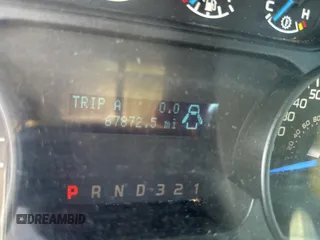 C H
TRIP A 0.0
67872.5 mi
P R N D 3 2 1
DREAMBID